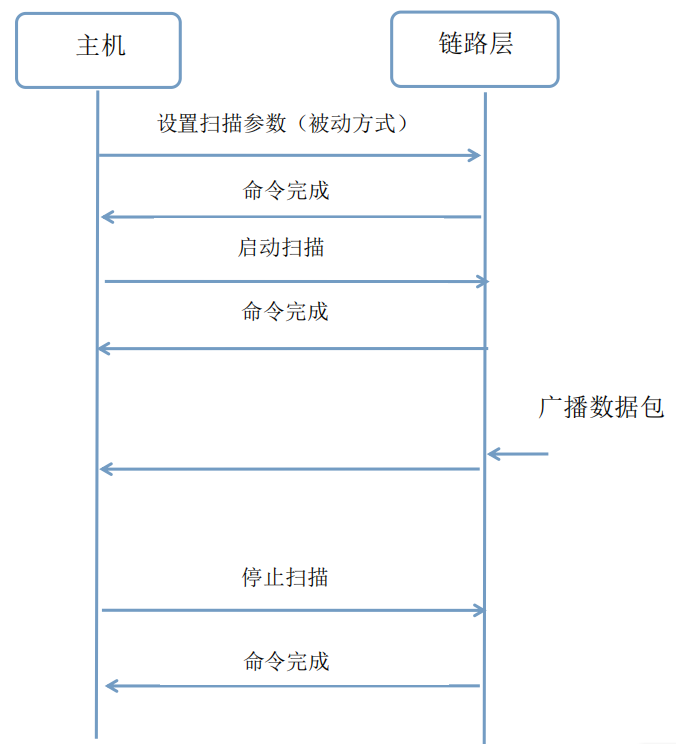 主机
链路层
设置扫描参数（被动方式）
命令完成
启动扫描
命令完成
广播数据包
停止扫描
命令完成